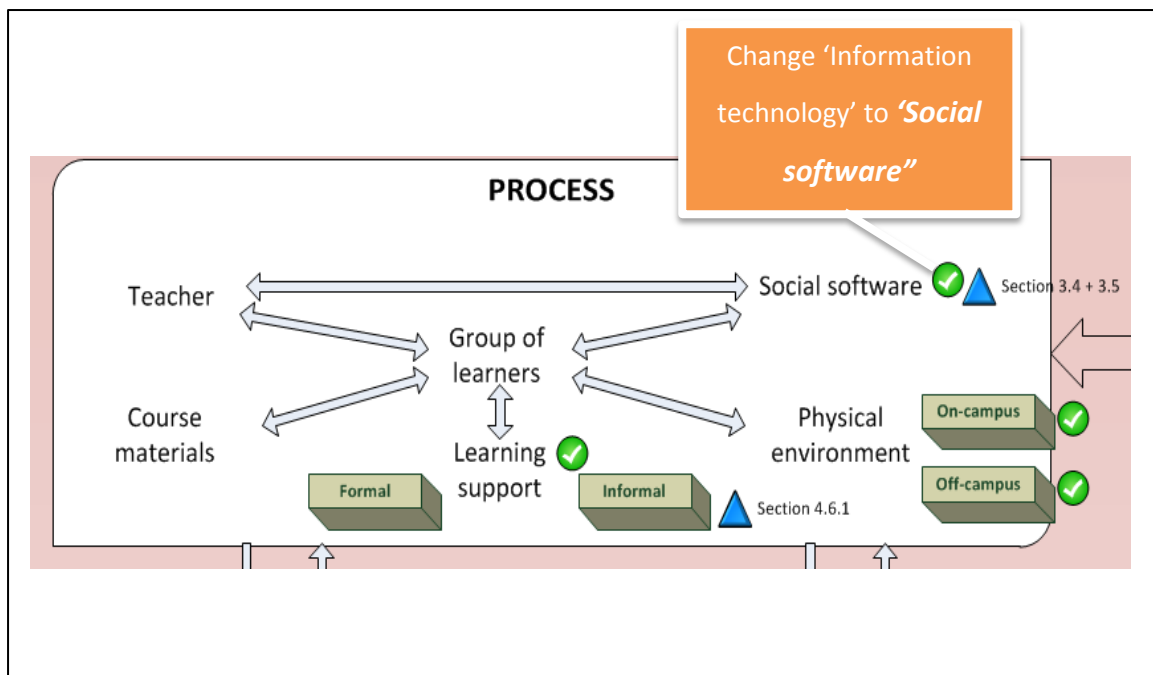 Change ‘Information
technology’ to ‘Social
software”
PROCESS
Teacher
Social software
Section 3.4 + 3.5
Group of
learners
Course
materials
Learning
support
Physical
environment
On-campus
Off-campus
Formal
Informal
Section 4.6.1